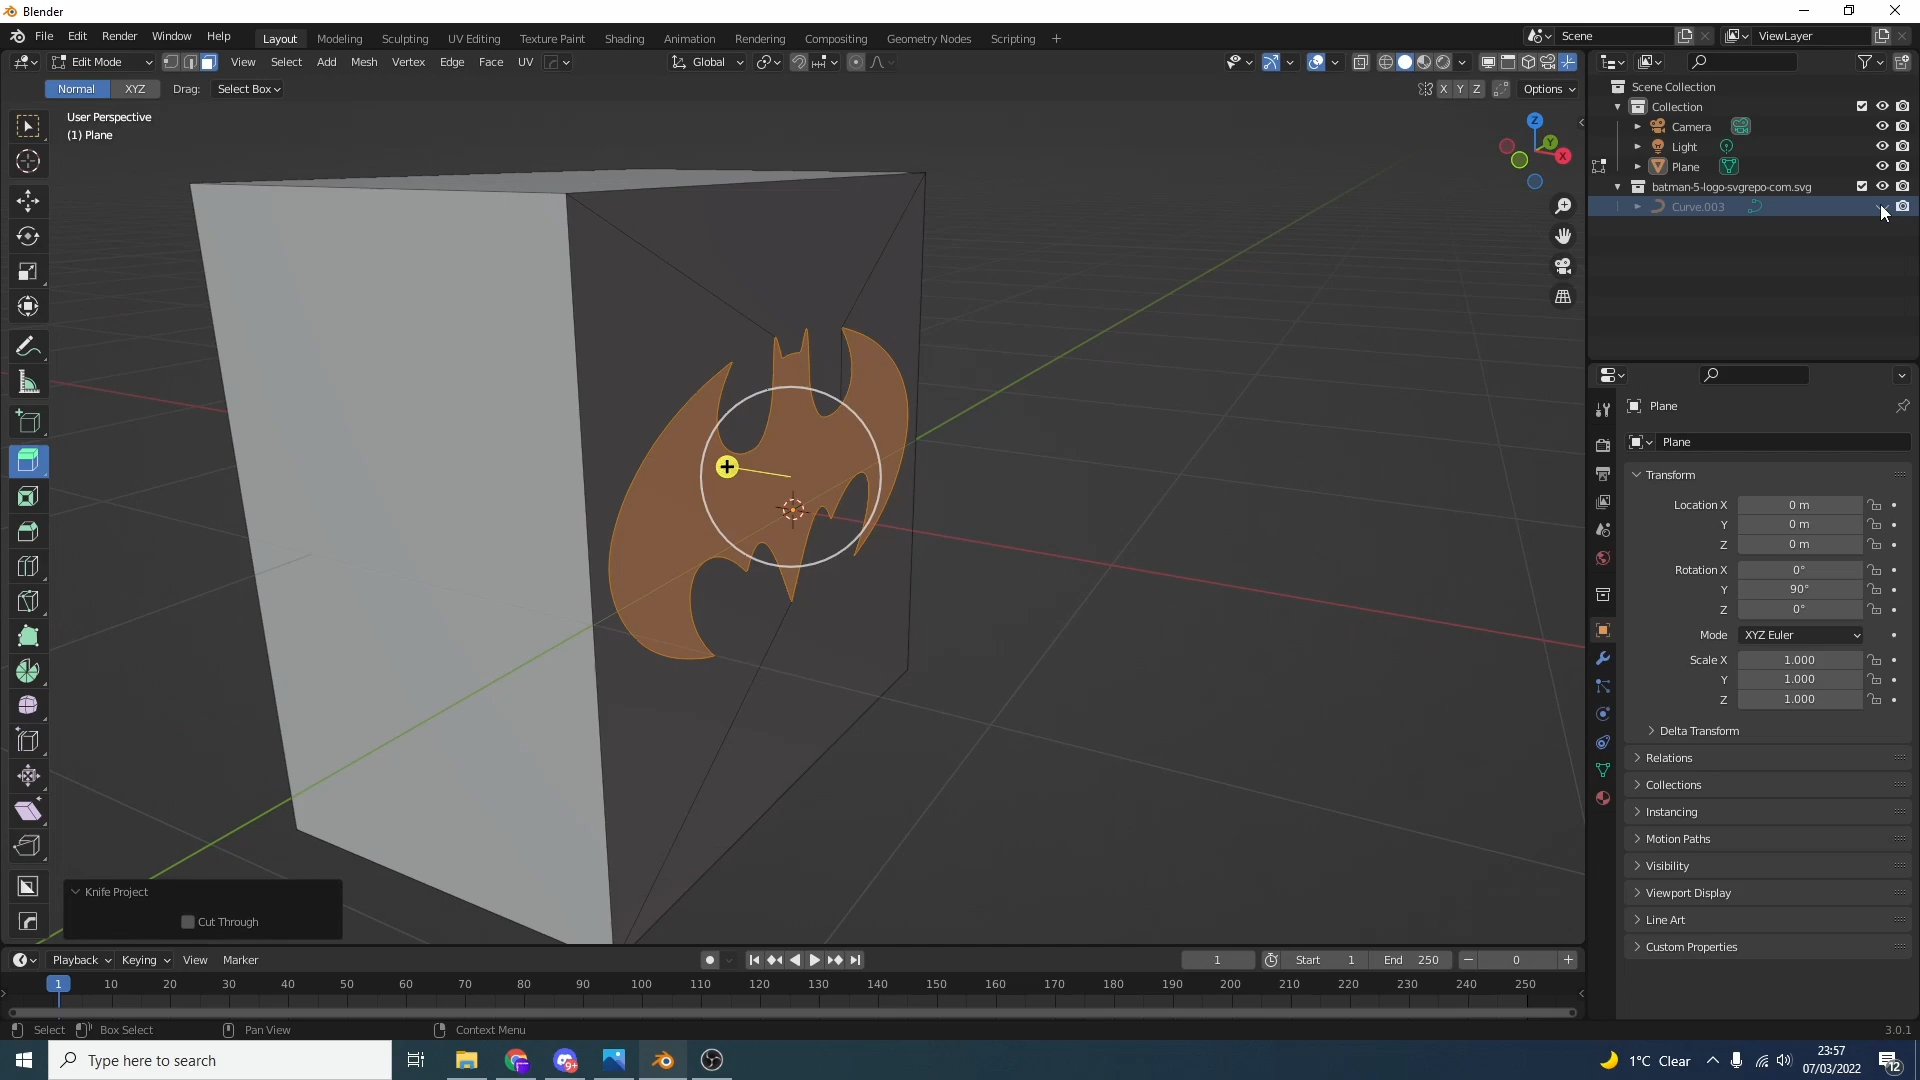 Blender
File Edit Render Window Help Layout Modeling Sculpting UV Editing Texture Paint Shading Animation Rendering Compositing Geometry Nodes Scripting Scene ViewLayer
Edit Mode View Select Add Mesh Vertex Edge Face UV Global
Normal XYZ Drag: Select Box X Y Z Options
User Perspective
(1) Plane
Z
Y
X
Scene Collection
Collection
Camera
Light
Plane
batman-5-logo-svgrepo-com.svg
Curve.003
Plane
Plane
Transform
Location X 0 m
Y 0 m
Z 0 m
Rotation X 0°
Y 90°
Z 0°
Mode XYZ Euler
Scale X 1.000
Y 1.000
Z 1.000
Delta Transform
Relations
Collections
Instancing
Motion Paths
Visibility
Viewport Display
Line Art
Custom Properties
Knife Project
Cut Through
Playback Keying View Marker 1 Start 1 End 250 0
1 10 20 30 40 50 60 70 80 90 100 110 120 130 140 150 160 170 180 190 200 210 220 230 240 250
Select Box Select Pan View Context Menu 3.0.1
Type here to search 9+ 1°C Clear 23:57
07/03/2022 12